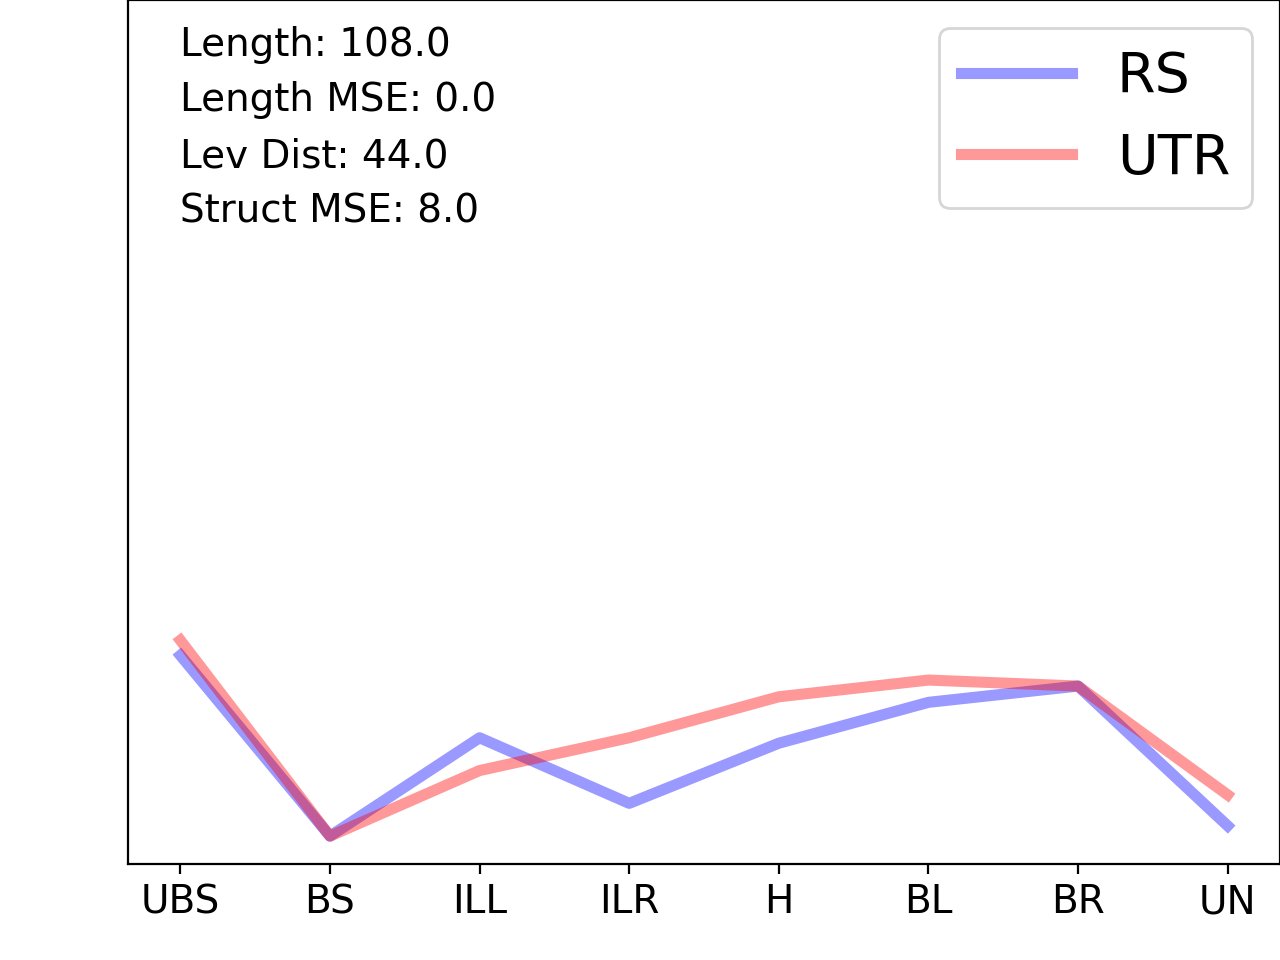 Length: 108.0
Length MSE: 0.0
Lev Dist: 44.0
Struct MSE: 8.0
RS
UTR
UBS BS ILL ILR H BL BR UN